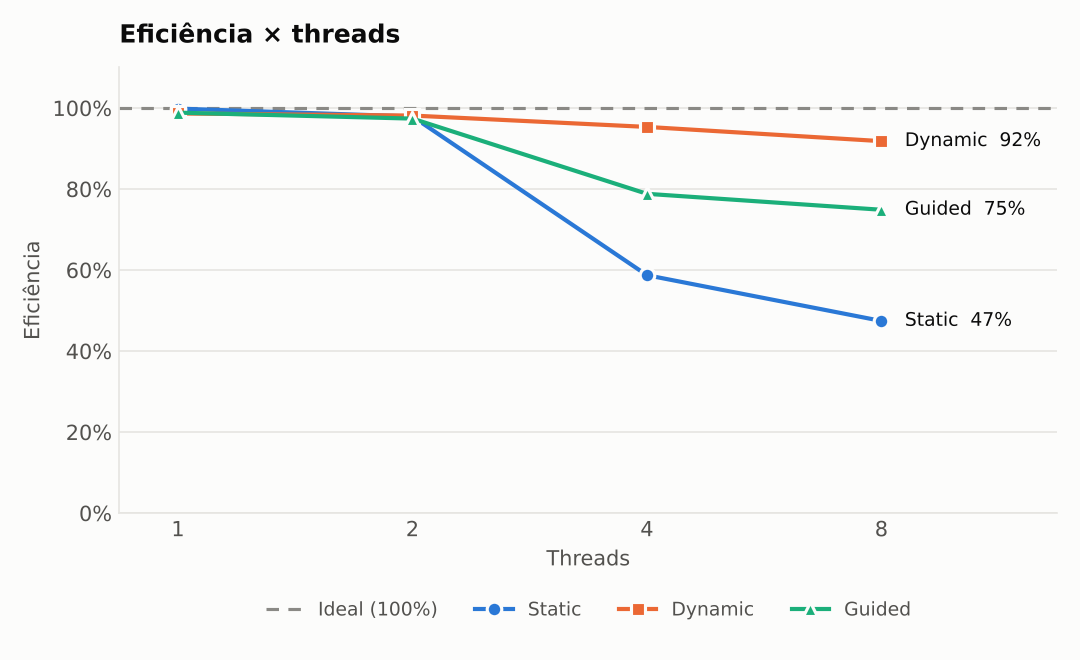 Eficiência × threads
100%
80%
60%
40%
20%
0%
Eficiência
Dynamic 92%
Guided 75%
Static 47%
1 2 4 8
Threads
Ideal (100%) Static Dynamic Guided